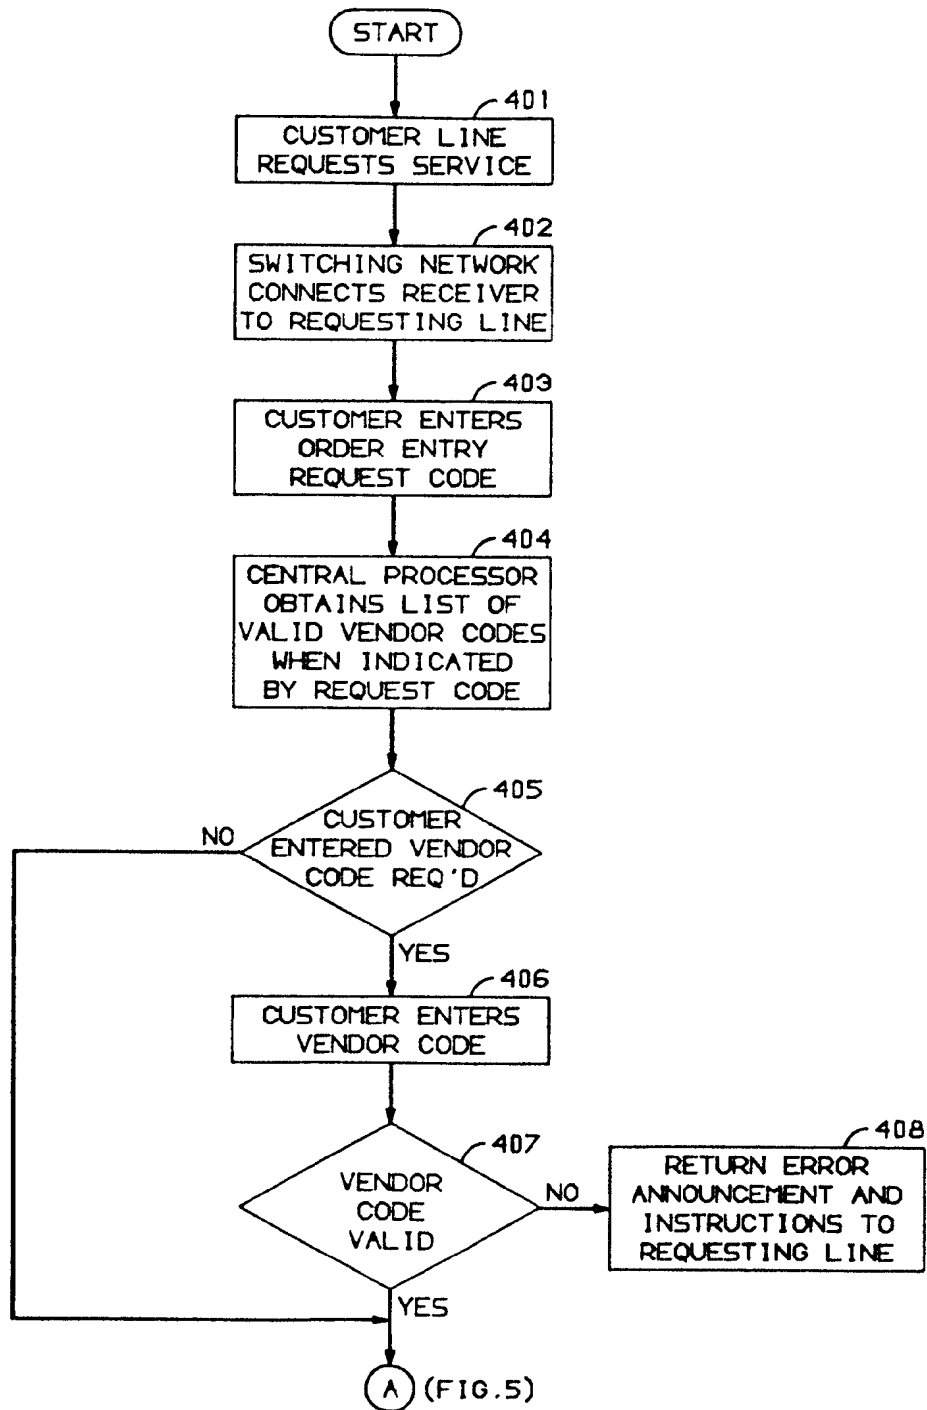 START
401
CUSTOMER LINE
REQUESTS SERVICE
402
SWITCHING NETWORK
CONNECTS RECEIVER
TO REQUESTING LINE
403
CUSTOMER ENTERS
ORDER ENTRY
REQUEST CODE
404
CENTRAL PROCESSOR
OBTAINS LIST OF
VALID VENDOR CODES
WHEN INDICATED
BY REQUEST CODE
405
CUSTOMER
ENTERED VENDOR
CODE REQ'D
NO
YES
406
CUSTOMER ENTERS
VENDOR CODE
407
VENDOR
CODE
VALID
NO
408
RETURN ERROR
ANNOUNCEMENT AND
INSTRUCTIONS TO
REQUESTING LINE
YES
A (FIG.5)